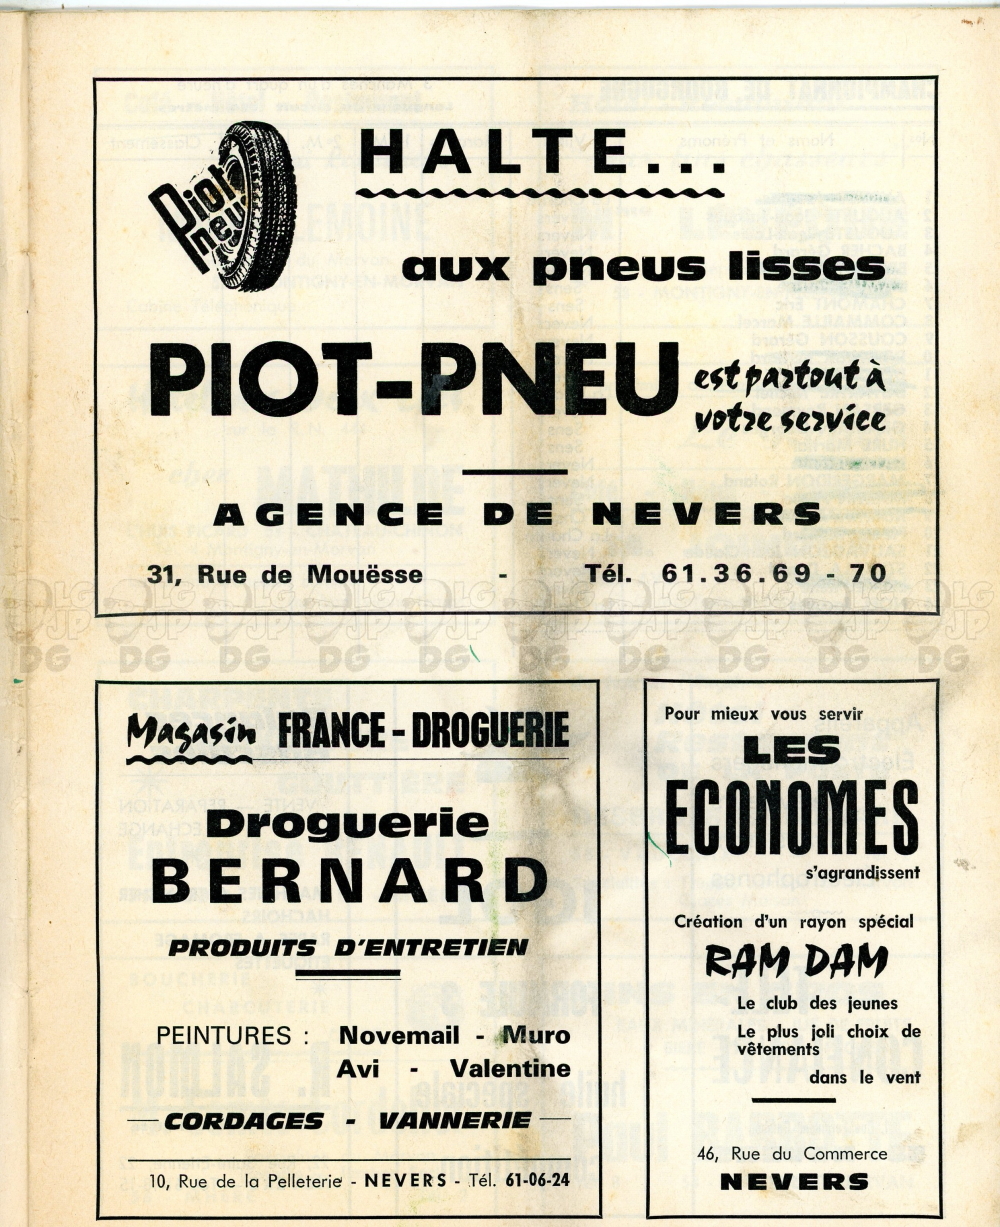 Piot
Pneu
HALTE...
aux pneus lisses
PIOT-PNEU est partout à
votre service
AGENCE DE NEVERS
31, Rue de Mouësse - Tél. 61.36.69 - 70
Magasin FRANCE - DROGUERIE
Droguerie
BERNARD
PRODUITS D'ENTRETIEN
PEINTURES : Novemail - Muro
Avi - Valentine
CORDAGES - VANNERIE
10, Rue de la Pelleterie - NEVERS - Tél. 61-06-24
Pour mieux vous servir
LES
ECONOMES
s'agrandissent
Création d'un rayon spécial
RAM DAM
Le club des jeunes
Le plus joli choix de
vêtements
dans le vent
46, Rue du Commerce
NEVERS